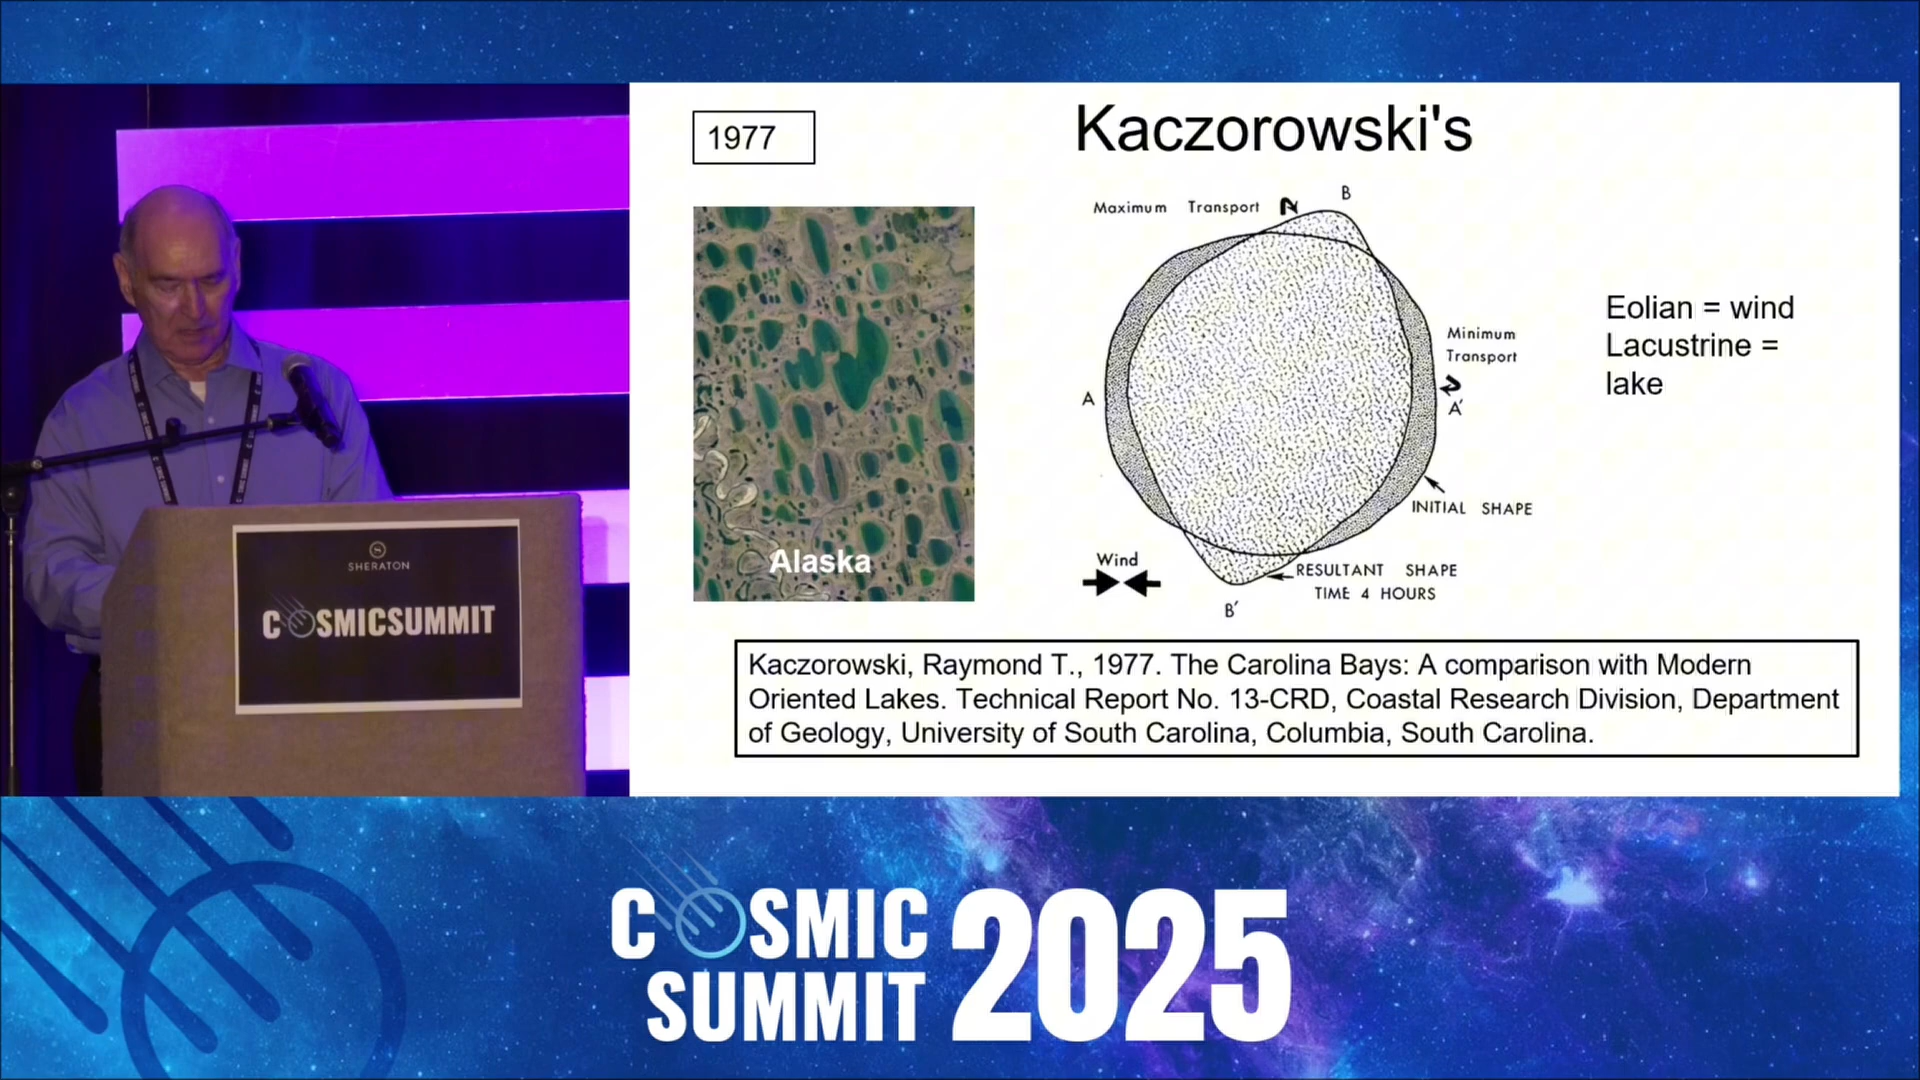 1977
Kaczorowski's
Maximum Transport
B
Minimum
Transport
A
A'
INITIAL SHAPE
Wind
RESULTANT SHAPE
TIME 4 HOURS
B'
Alaska
Eolian = wind
Lacustrine =
lake
Kaczorowski, Raymond T., 1977. The Carolina Bays: A comparison with Modern
Oriented Lakes. Technical Report No. 13-CRD, Coastal Research Division, Department
of Geology, University of South Carolina, Columbia, South Carolina.
S
SHERATON
COSMICSUMMIT
COSMIC
SUMMIT
2025